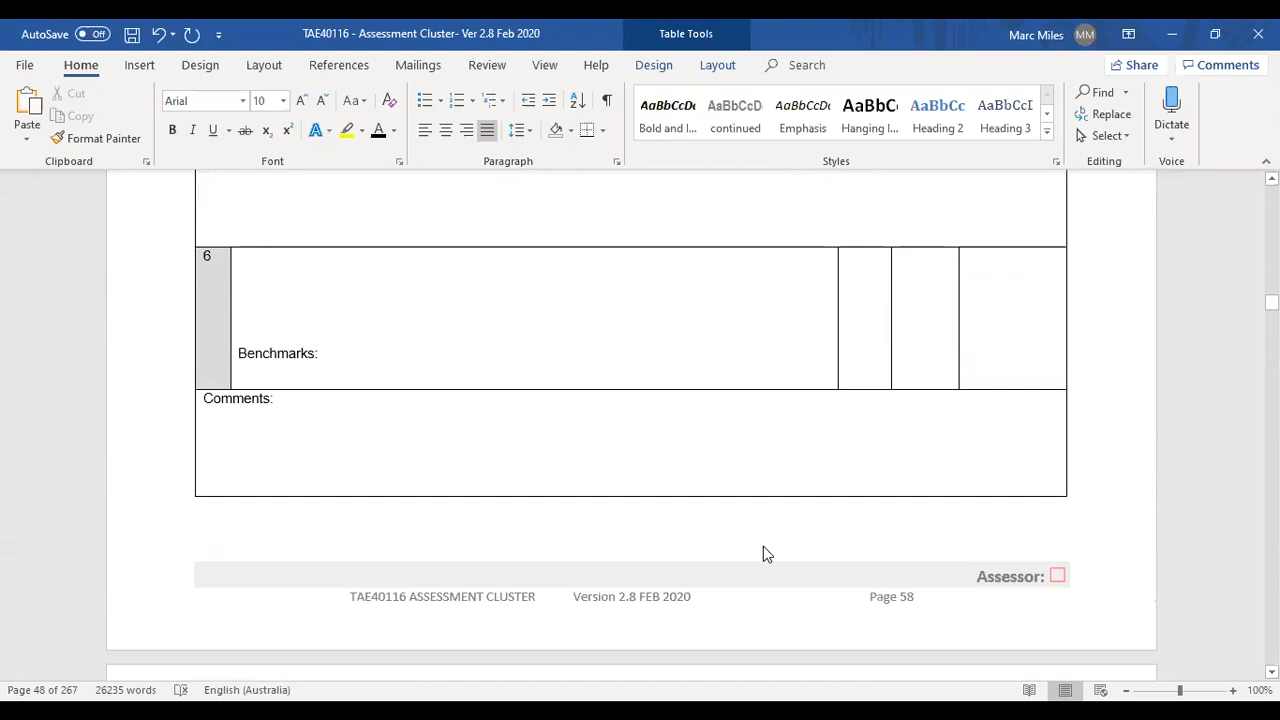 AutoSave Off TAE40116 - Assessment Cluster- Ver 2.8 Feb 2020 Table Tools Marc Miles MM
File Home Insert Design Layout References Mailings Review View Help Design Layout Search Share Comments
Paste Cut Copy Format Painter
Arial 10
AaBbCcDc AaBbCcDc AaBbCcDc AaBbC AaBbCc AaBbCcD
Bold and I... continued Emphasis Hanging I... Heading 2 Heading 3
Find
Replace
Select
Dictate
Clipboard Font Paragraph Styles Editing Voice
6
Benchmarks:
Comments:
Assessor:
TAE40116 ASSESSMENT CLUSTER Version 2.8 FEB 2020 Page 58
Page 48 of 267 26235 words English (Australia) 100%